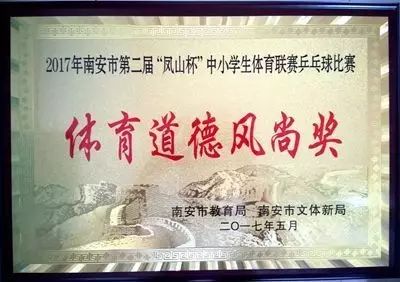 2017年南安市第二届“凤山杯”中小学生体育联赛乒乓球比赛
体育道德风尚奖
南安市教育局 南安市文体新局
二〇一七年五月